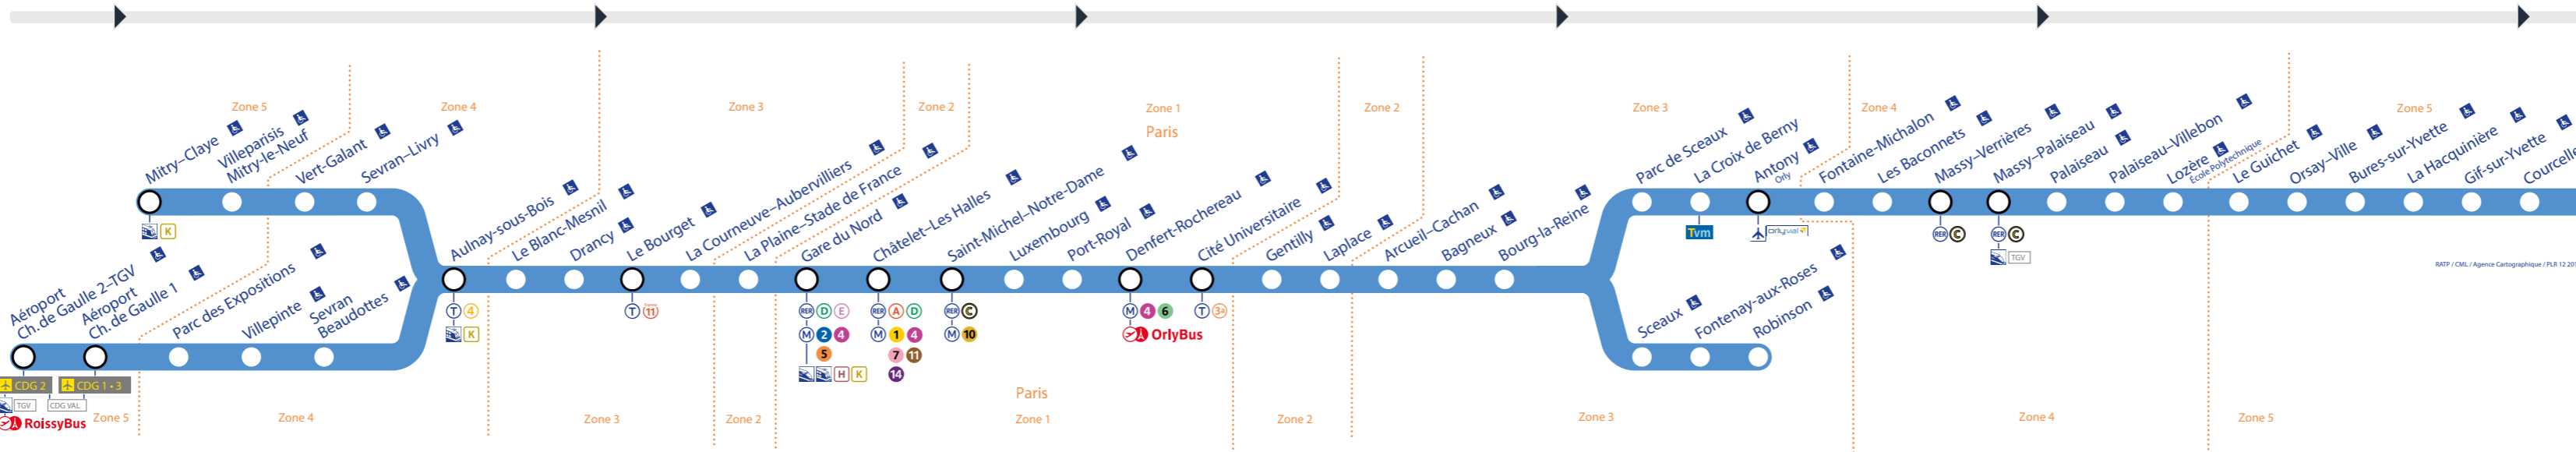 Zone 5
Zone 4
Zone 3
Zone 2
Zone 1
Paris
Zone 2
Zone 3
Zone 4
Zone 5
Mitry–Claye
Villeparisis
Mitry-le-Neuf
Vert-Galant
Sevran–Livry
K
Aéroport
Ch. de Gaulle 2–TGV
Aéroport
Ch. de Gaulle 1
Parc des Expositions
Villepinte
Sevran
Beaudottes
CDG 2
CDG 1 • 3
TGV
CDG VAL
RoissyBus
Aulnay-sous-Bois
T 4
K
Le Blanc-Mesnil
Drancy
Le Bourget
T 11
La Courneuve–Aubervilliers
La Plaine–Stade de France
Gare du Nord
RER D E
M 2 4
5
H K
Châtelet–Les Halles
RER A D
M 1 4
7 11
14
Saint-Michel–Notre-Dame
RER C
M 10
Luxembourg
Port-Royal
Denfert-Rochereau
M 4 6
OrlyBus
Cité Universitaire
T 3a
Gentilly
Laplace
Arcueil–Cachan
Bagneux
Bourg-la-Reine
Parc de Sceaux
La Croix de Berny
Tvm
Antony
Orly
orlyval
Fontaine-Michalon
Les Baconnets
Massy–Verrières
RER C
Massy–Palaiseau
RER C
TGV
Palaiseau
Palaiseau–Villebon
Lozère
École Polytechnique
Le Guichet
Orsay–Ville
Bures-sur-Yvette
La Hacquinière
Gif-sur-Yvette
Courcelle
Sceaux
Fontenay-aux-Roses
Robinson
RATP / CML / Agence Cartographique / PLR 12 201
Zone 5
Zone 4
Zone 3
Zone 2
Paris
Zone 1
Zone 2
Zone 3
Zone 4
Zone 5